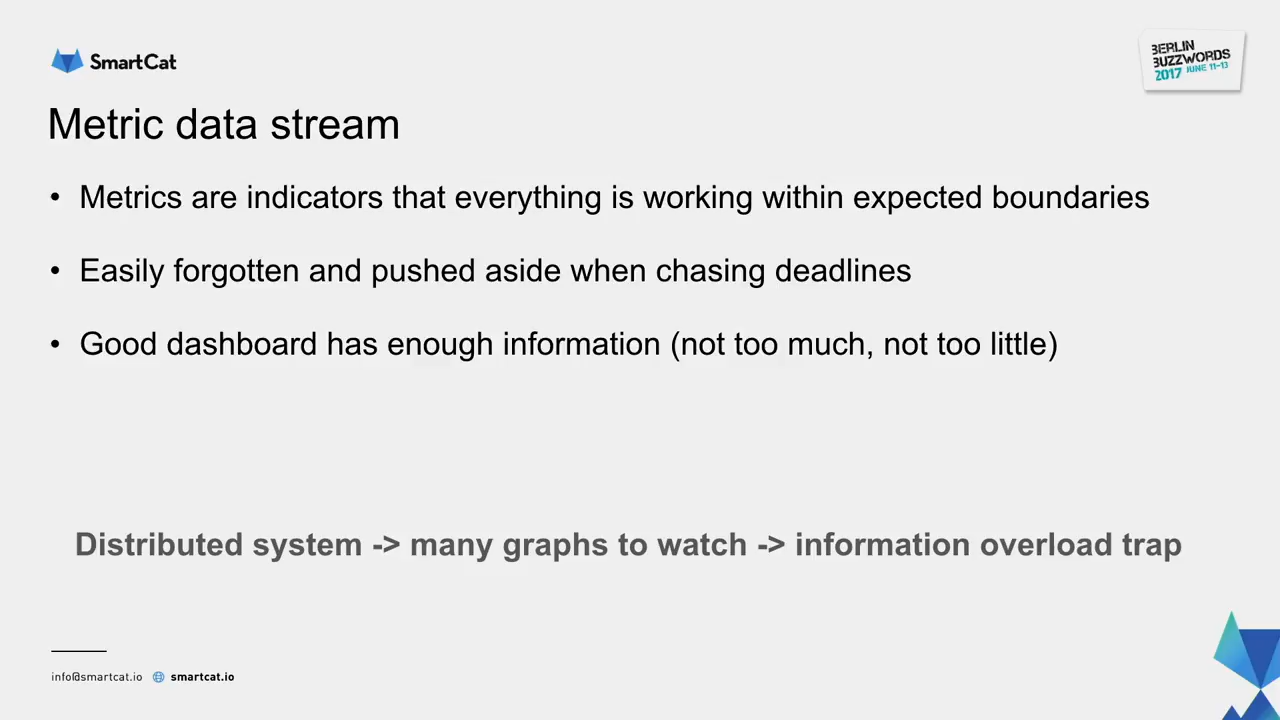 SmartCat
BERLIN
BUZZWORDS
2017 JUNE 11-13
Metric data stream
• Metrics are indicators that everything is working within expected boundaries
• Easily forgotten and pushed aside when chasing deadlines
• Good dashboard has enough information (not too much, not too little)
Distributed system -> many graphs to watch -> information overload trap
info@smartcat.io smartcat.io